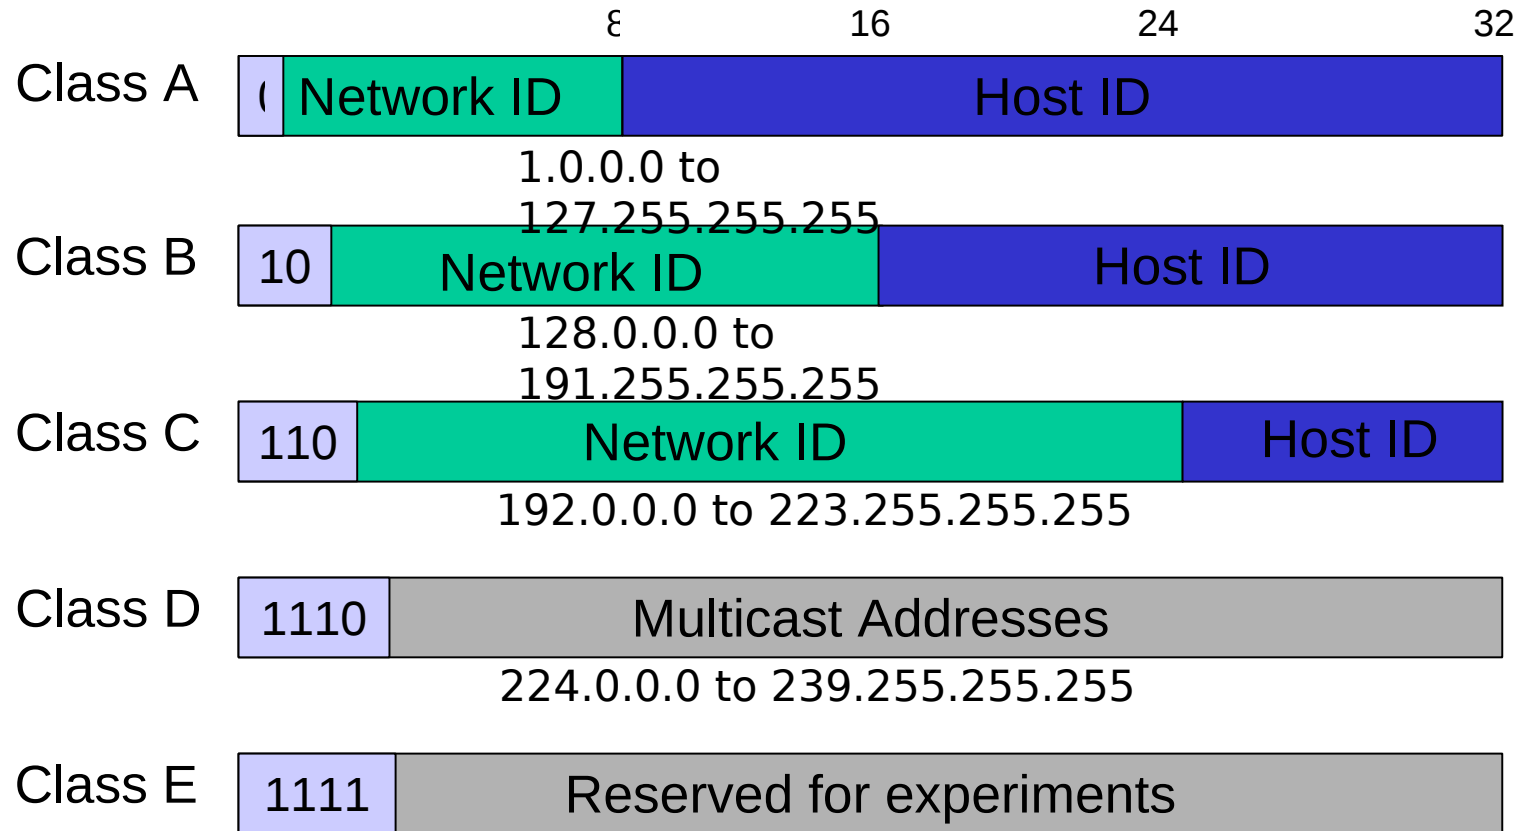 8 16 24 32
Class A 0 Network ID Host ID
1.0.0.0 to
127.255.255.255
Class B 10 Network ID Host ID
128.0.0.0 to
191.255.255.255
Class C 110 Network ID Host ID
192.0.0.0 to 223.255.255.255
Class D 1110 Multicast Addresses
224.0.0.0 to 239.255.255.255
Class E 1111 Reserved for experiments